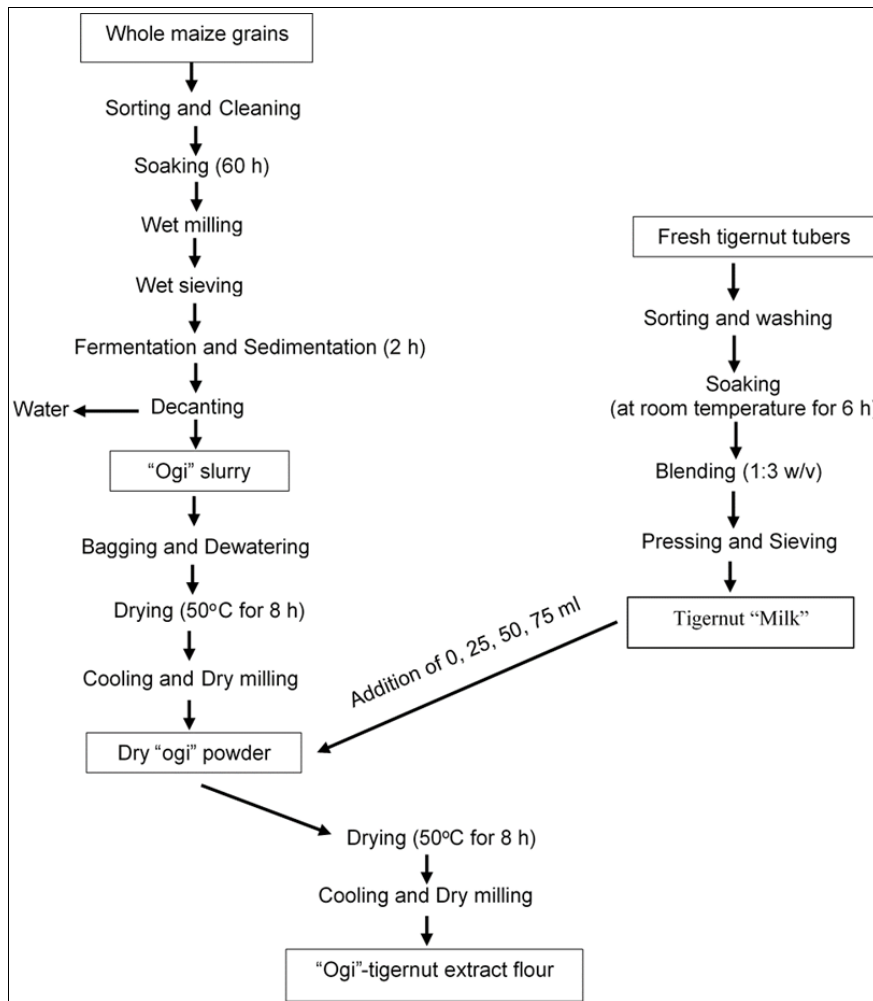 Whole maize grains
Sorting and Cleaning
Soaking (60 h)
Wet milling
Wet sieving
Fermentation and Sedimentation (2 h)
Water
Decanting
“Ogi” slurry
Bagging and Dewatering
Drying (50°C for 8 h)
Cooling and Dry milling
Dry “ogi” powder
Fresh tigernut tubers
Sorting and washing
Soaking
(at room temperature for 6 h)
Blending (1:3 w/v)
Pressing and Sieving
Tigernut “Milk”
Addition of 0, 25, 50, 75 ml
Drying (50°C for 8 h)
Cooling and Dry milling
“Ogi”-tigernut extract flour